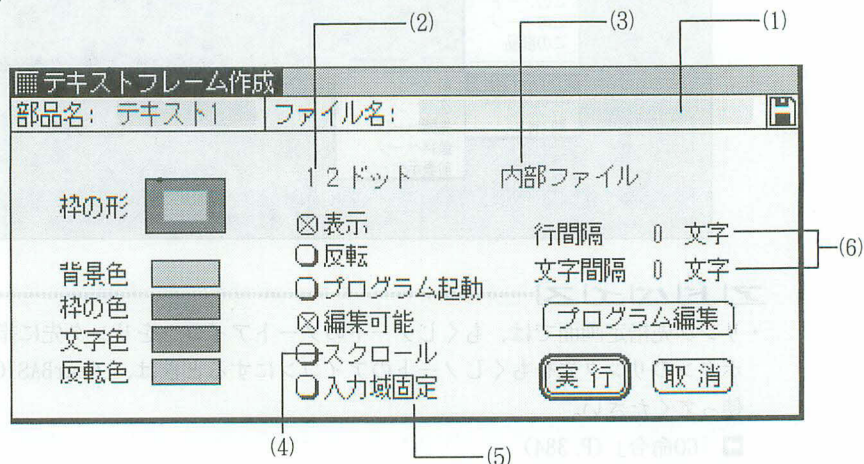 (2) (3) (1)
テキストフレーム作成
部品名: テキスト1 ファイル名:
12ドット 内部ファイル
枠の形
⊗表示
○反転
○プログラム起動
⊗編集可能
○スクロール
○入力域固定
背景色
枠の色
文字色
反転色
行間隔 0 文字
文字間隔 0 文字
(6)
プログラム編集
実行 取消
(4) (5)